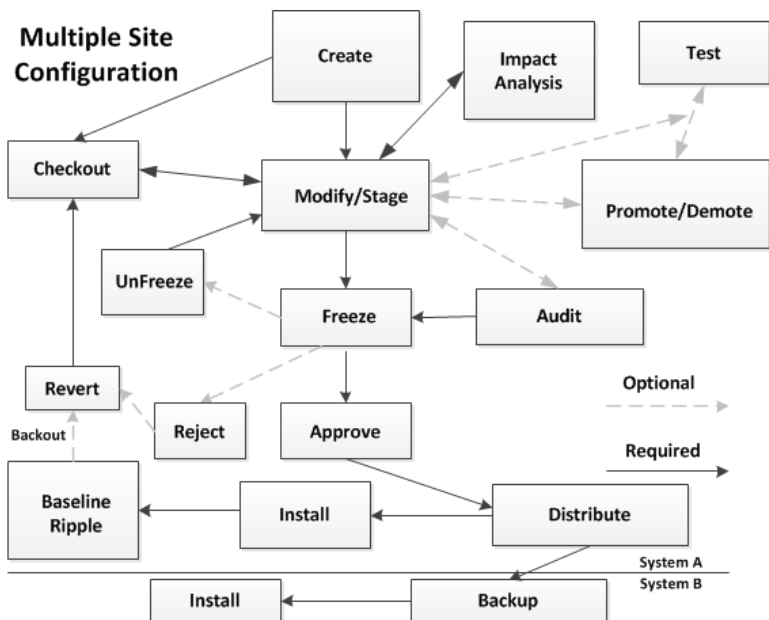 Multiple Site
Configuration
Create
Impact
Analysis
Test
Checkout
Modify/Stage
Promote/Demote
UnFreeze
Freeze
Audit
Revert
Optional
Backout
Reject
Approve
Required
Baseline
Ripple
Install
Distribute
System A
System B
Install
Backup